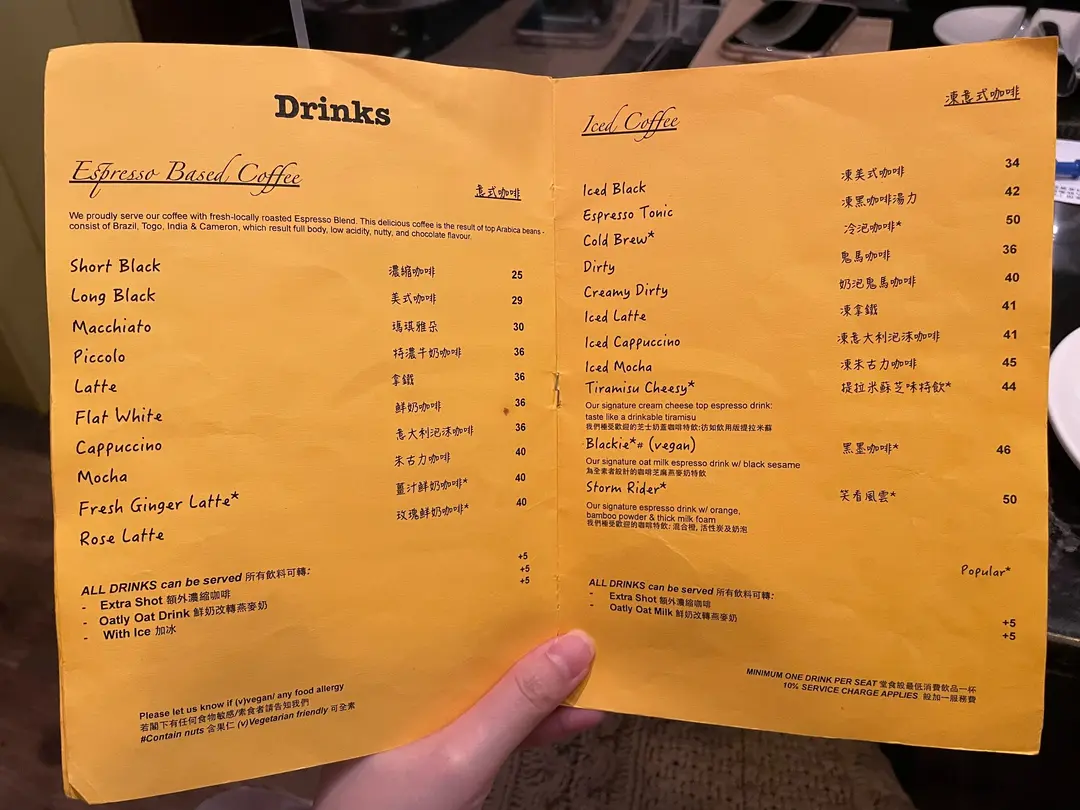 Drinks
Espresso Based Coffee 意式咖啡
We proudly serve our coffee with fresh-locally roasted Espresso Blend. This delicious coffee is the result of top Arabica beans -
consist of Brazil, Togo, India & Cameron, which result full body, low acidity, nutty, and chocolate flavour.
Short Black 濃縮咖啡 25
Long Black 美式咖啡 29
Macchiato 瑪琪雅朵 30
Piccolo 特濃牛奶咖啡 36
Latte 拿鐵 36
Flat White 鮮奶咖啡 36
Cappuccino 意大利泡沫咖啡 36
Mocha 朱古力咖啡 40
Fresh Ginger Latte* 薑汁鮮奶咖啡* 40
Rose Latte 玫瑰鮮奶咖啡* 40
ALL DRINKS can be served 所有飲料可轉:
- Extra Shot 額外濃縮咖啡 +5
- Oatly Oat Drink 鮮奶改轉燕麥奶 +5
- With Ice 加冰 +5
Please let us know if (v)vegan/ any food allergy
若閣下有任何食物敏感/素食者請告知我們
#Contain nuts 含果仁 (v)Vegetarian friendly 可全素
Iced Coffee 凍意式咖啡
Iced Black 凍美式咖啡 34
Espresso Tonic 凍黑咖啡湯力 42
Cold Brew* 冷泡咖啡* 50
Dirty 鬼馬咖啡 36
Creamy Dirty 奶泡鬼馬咖啡 40
Iced Latte 凍拿鐵 41
Iced Cappuccino 凍意大利泡沫咖啡 41
Iced Mocha 凍朱古力咖啡 45
Tiramisu Cheesy* 提拉米蘇芝味特飲* 44
Our signature cream cheese top espresso drink:
taste like a drinkable tiramisu
我們極受歡迎的芝士奶蓋咖啡特飲:彷如飲用版提拉米蘇
Blackie*# (vegan) 黑墨咖啡* 46
Our signature oat milk espresso drink w/ black sesame
為全素者設計的咖啡芝麻燕麥奶特飲
Storm Rider* 笑看風雲* 50
Our signature espresso drink w/ orange,
bamboo powder & thick milk foam
我們極受歡迎的咖啡特飲: 混合橙, 活性炭及奶泡
Popular*
ALL DRINKS can be served 所有飲料可轉:
- Extra Shot 額外濃縮咖啡 +5
- Oatly Oat Milk 鮮奶改轉燕麥奶 +5
MINIMUM ONE DRINK PER SEAT 堂食設最低消費飲品一杯
10% SERVICE CHARGE APPLIES 設加一服務費